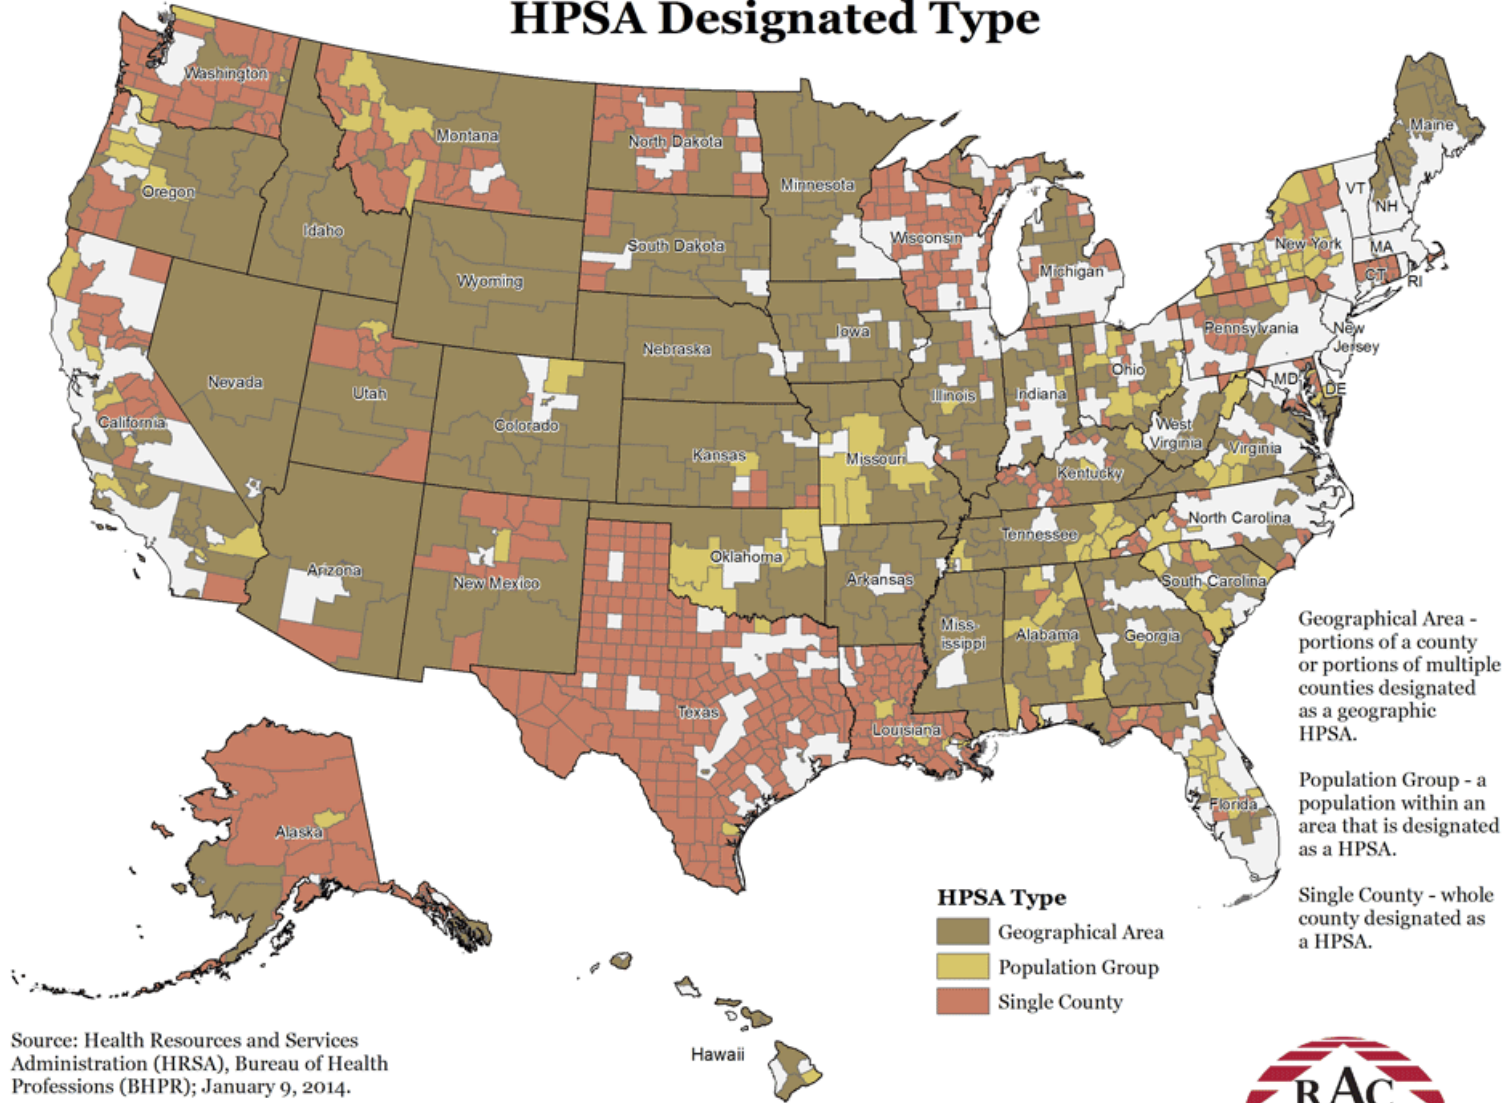 HPSA Designated Type
Washington
Montana
North Dakota
Minnesota
Maine
Oregon
Idaho
VT
NH
South Dakota
Wisconsin
New York
MA
Wyoming
Michigan
CT
RI
Iowa
Pennsylvania
New
Jersey
Nebraska
Nevada
Utah
Ohio
MD
DE
Illinois
Indiana
California
Colorado
West
Virginia
Virginia
Kansas
Missouri
Kentucky
North Carolina
Tennessee
Oklahoma
Arizona
New Mexico
Arkansas
South Carolina
Miss-
issippi
Alabama
Georgia
Texas
Louisiana
Florida
Alaska
Hawaii
Geographical Area -
portions of a county
or portions of multiple
counties designated
as a geographic
HPSA.
Population Group - a
population within an
area that is designated
as a HPSA.
Single County - whole
county designated as
a HPSA.
HPSA Type
Geographical Area
Population Group
Single County
Source: Health Resources and Services
Administration (HRSA), Bureau of Health
Professions (BHPR); January 9, 2014.
RAC